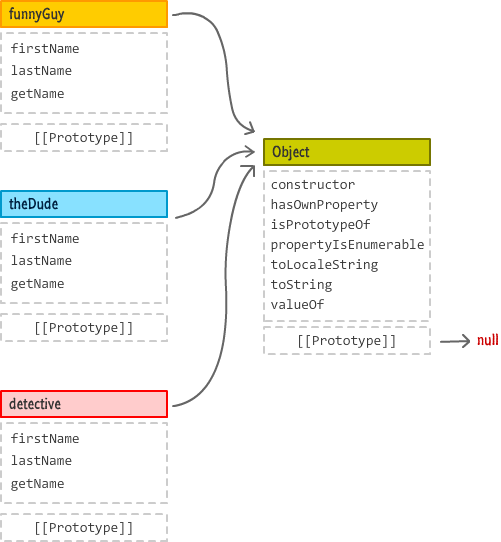 funnyGuy
firstName
lastName
getName
[[Prototype]]
theDude
firstName
lastName
getName
[[Prototype]]
detective
firstName
lastName
getName
[[Prototype]]
Object
constructor
hasOwnProperty
isPrototypeOf
propertyIsEnumerable
toLocaleString
toString
valueOf
[[Prototype]]
null